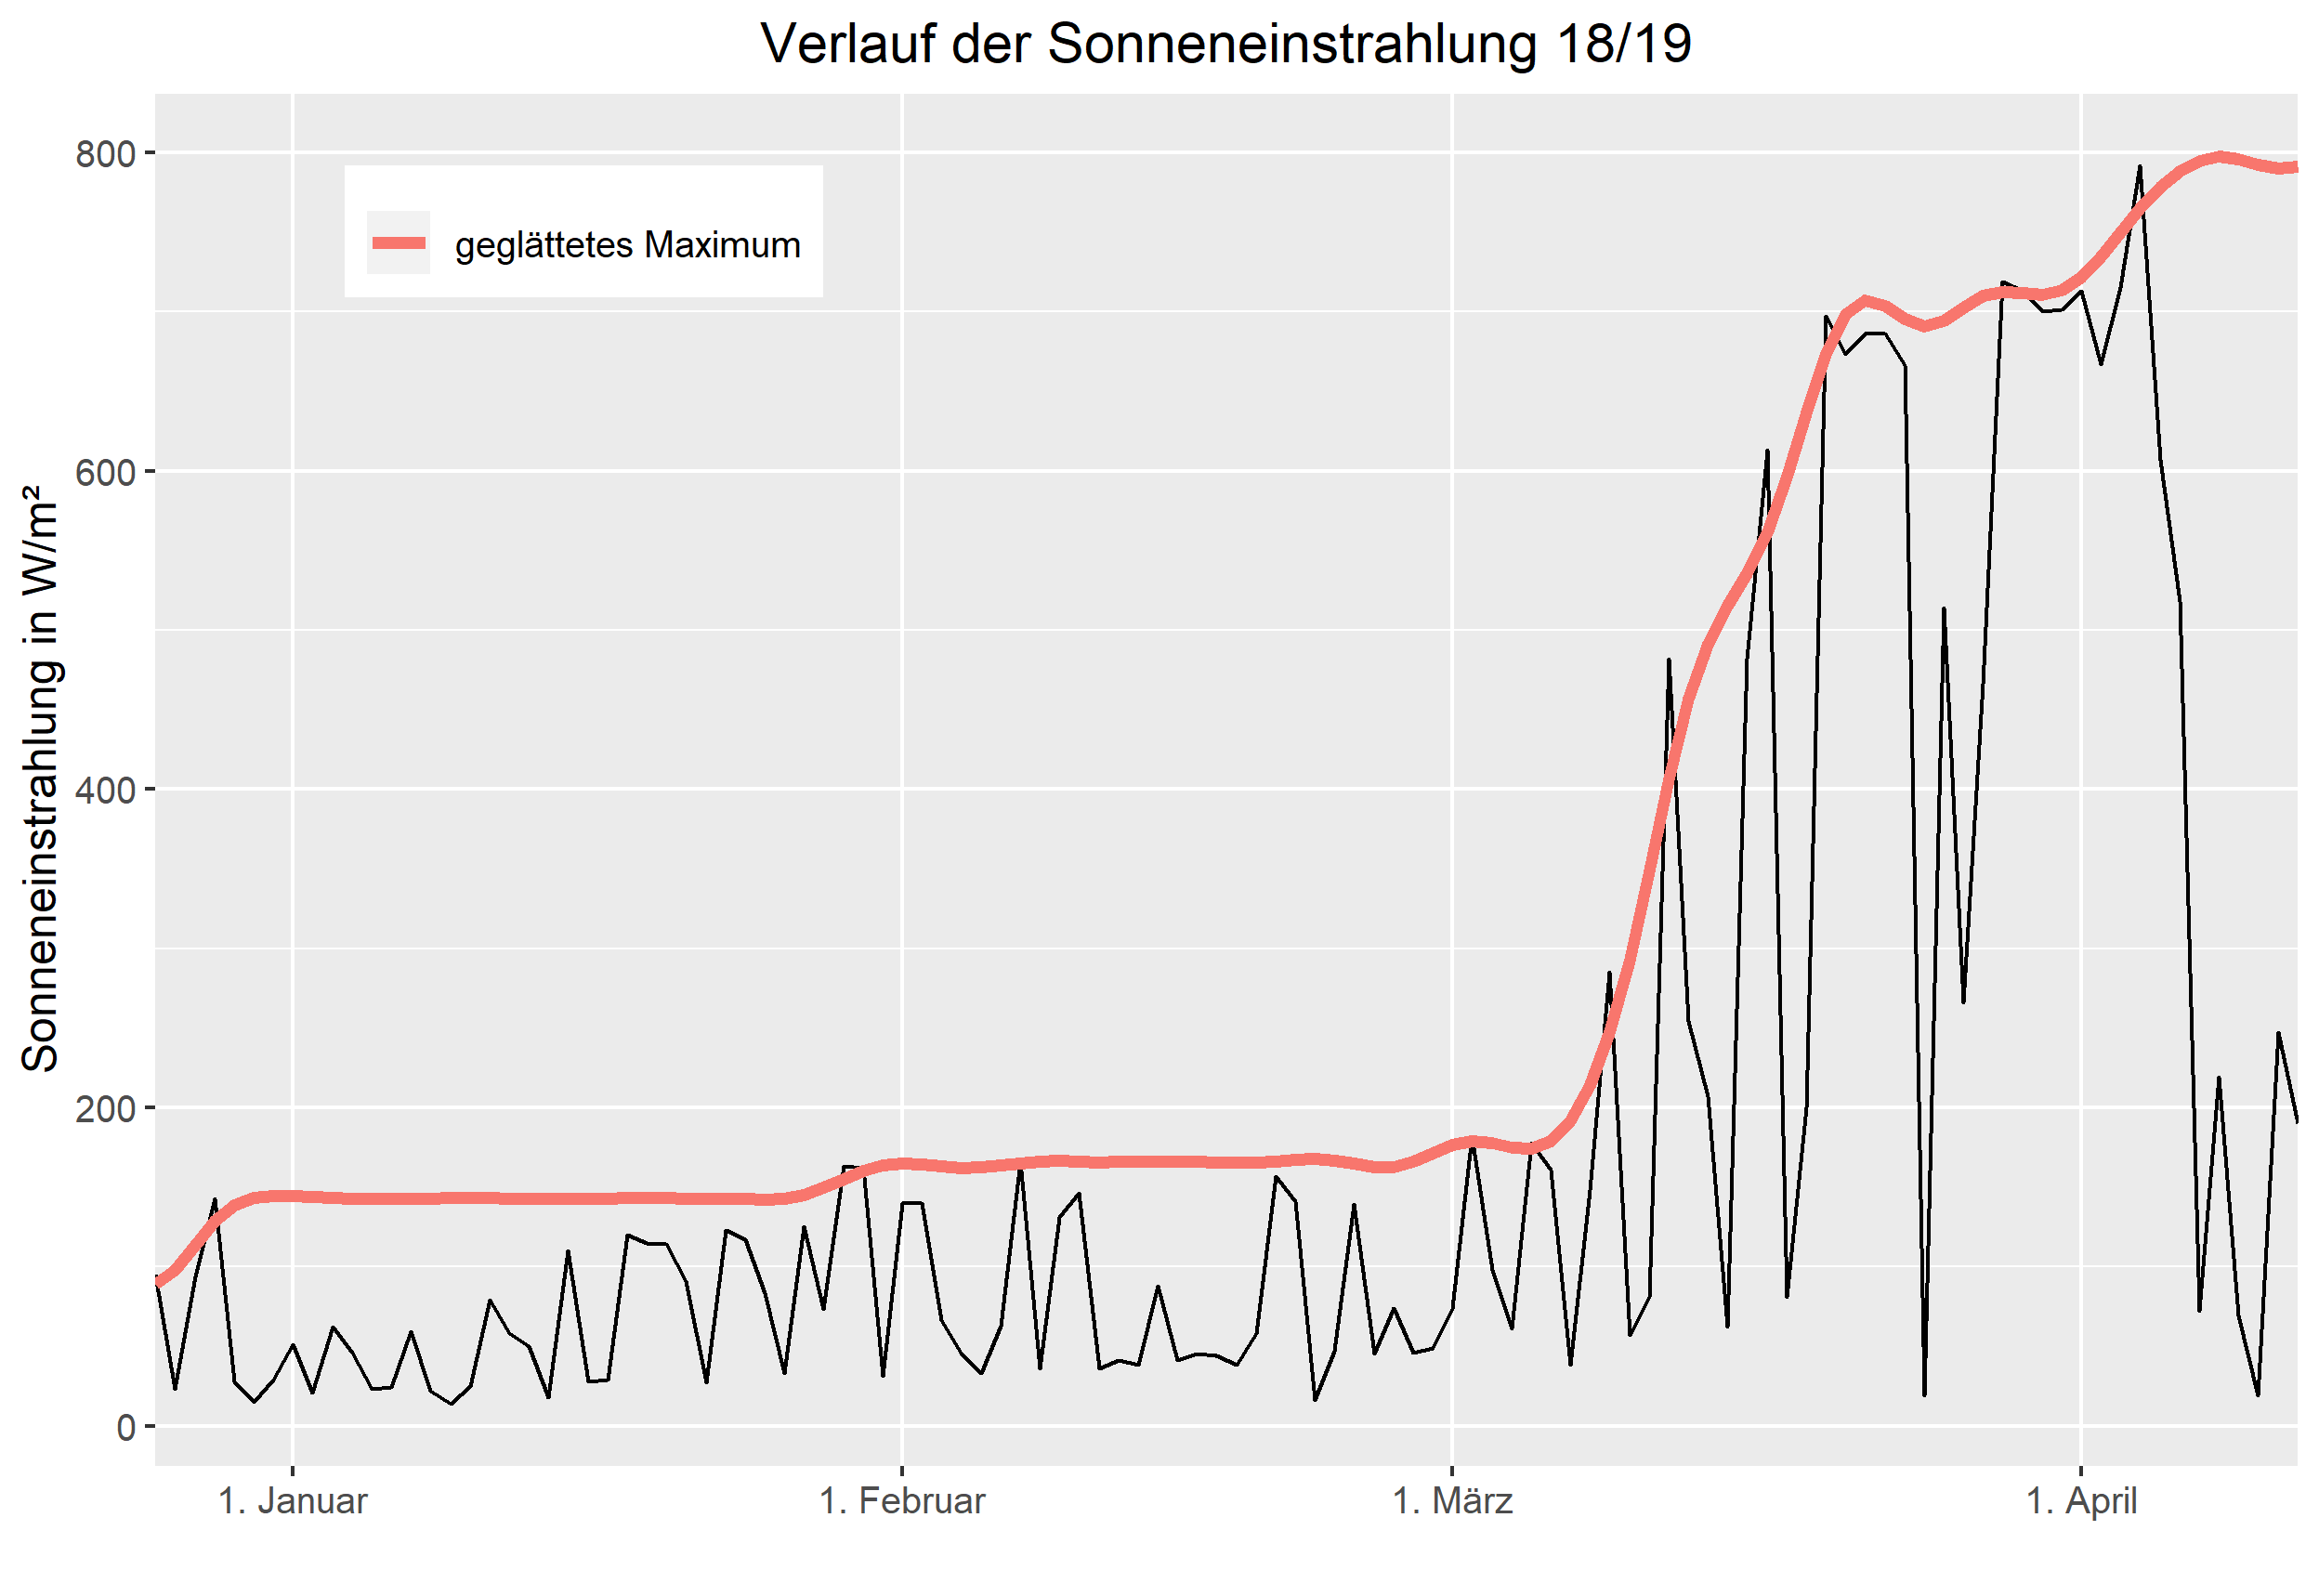 Verlauf der Sonneneinstrahlung 18/19
Sonneneinstrahlung in W/m²
800
600
400
200
0
geglättetes Maximum
1. Januar
1. Februar
1. März
1. April